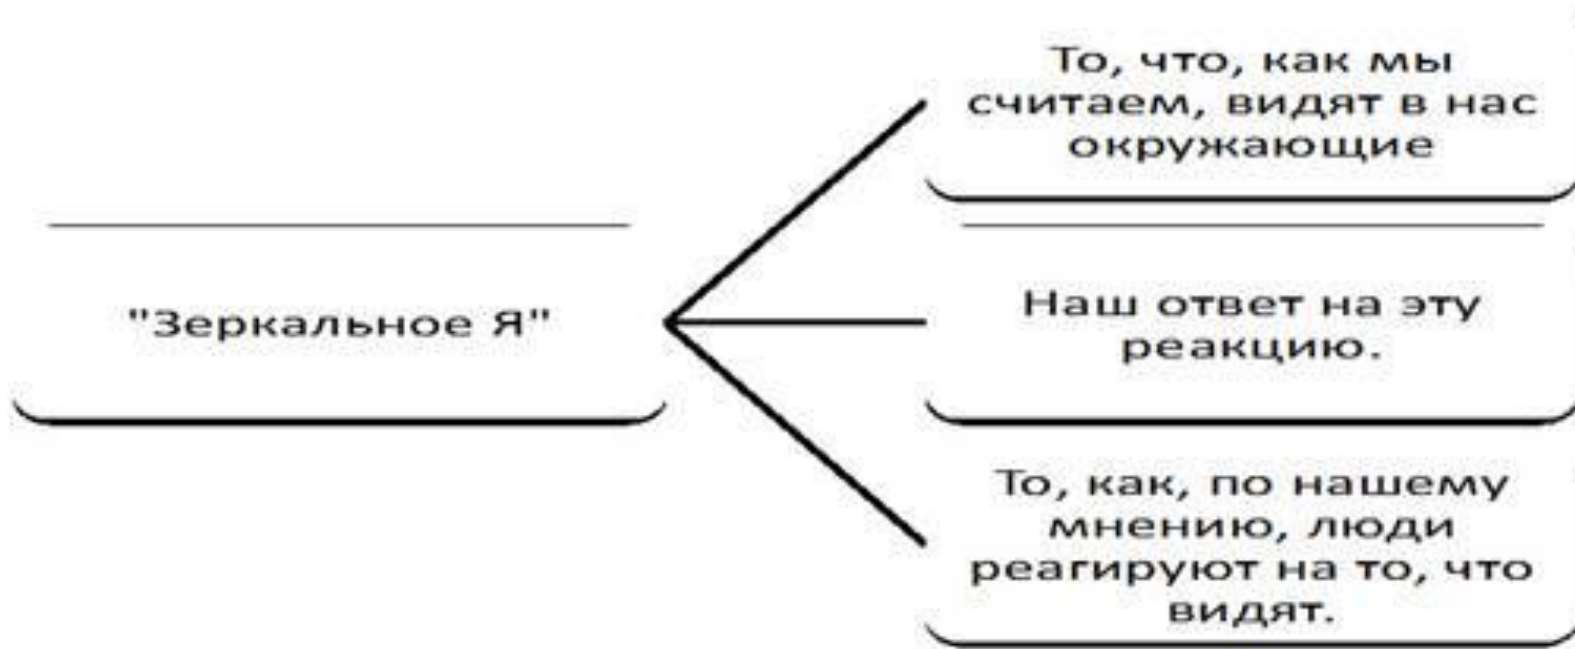 "Зеркальное Я"
То, что, как мы
считаем, видят в нас
окружающие
Наш ответ на эту
реакцию.
То, как, по нашему
мнению, люди
реагируют на то, что
видят.